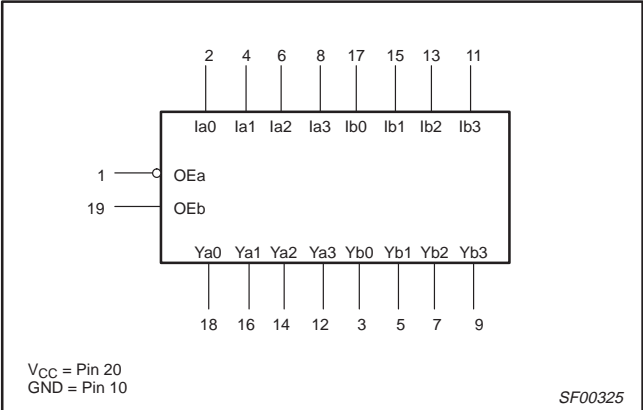 2 4 6 8 17 15 13 11
Ia0 Ia1 Ia2 Ia3 Ib0 Ib1 Ib2 Ib3
1 OEa
19 OEb
Ya0 Ya1 Ya2 Ya3 Yb0 Yb1 Yb2 Yb3
18 16 14 12 3 5 7 9
VCC = Pin 20
GND = Pin 10
SF00325